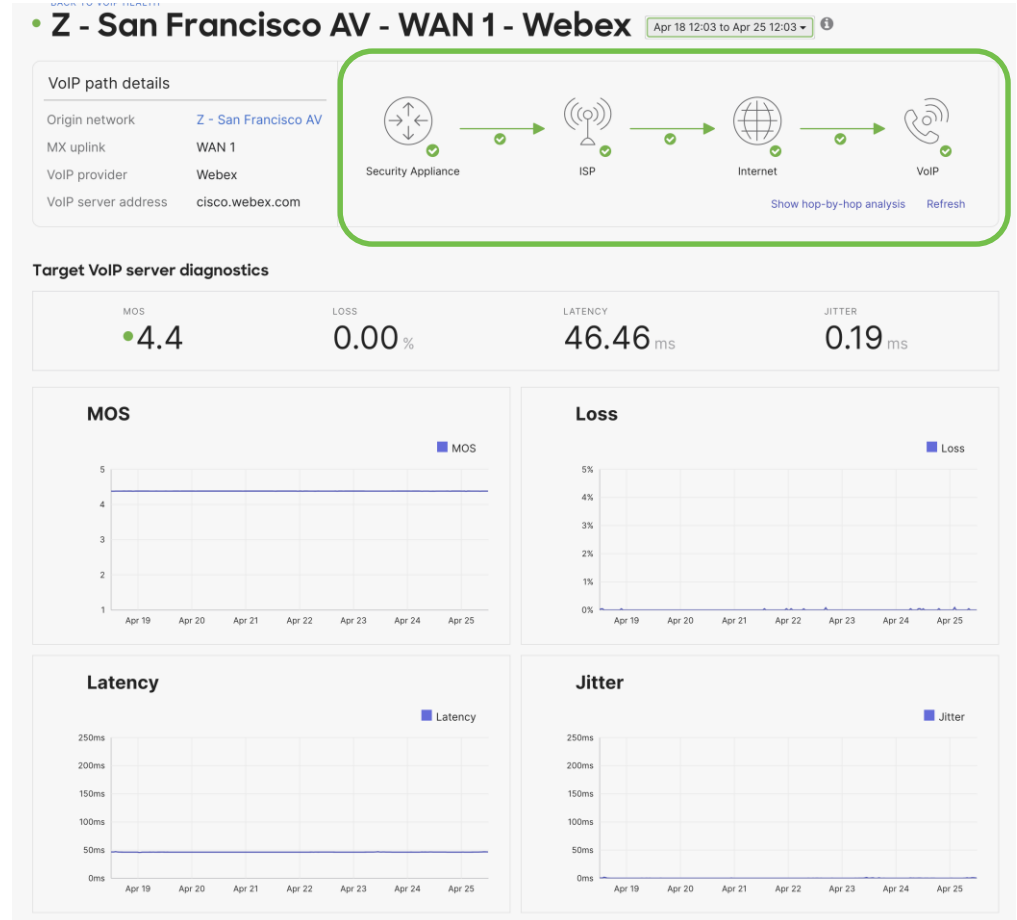 BACK TO VOIP HEALTH
Z - San Francisco AV - WAN 1 - Webex
Apr 18 12:03 to Apr 25 12:03
VoIP path details
Origin network Z - San Francisco AV
MX uplink WAN 1
VoIP provider Webex
VoIP server address cisco.webex.com
Security Appliance ISP Internet VoIP
Show hop-by-hop analysis Refresh
Target VoIP server diagnostics
MOS LOSS LATENCY JITTER
4.4 0.00 % 46.46 ms 0.19 ms
MOS
MOS
5
4
3
2
1
Apr 19 Apr 20 Apr 21 Apr 22 Apr 23 Apr 24 Apr 25
Loss
Loss
5%
4%
3%
2%
1%
0%
Apr 19 Apr 20 Apr 21 Apr 22 Apr 23 Apr 24 Apr 25
Latency
Latency
250ms
200ms
150ms
100ms
50ms
0ms
Apr 19 Apr 20 Apr 21 Apr 22 Apr 23 Apr 24 Apr 25
Jitter
Jitter
250ms
200ms
150ms
100ms
50ms
0ms
Apr 19 Apr 20 Apr 21 Apr 22 Apr 23 Apr 24 Apr 25